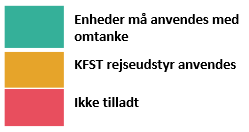 Enheder må anvendes med
omtanke
KFST rejseudstyr anvendes
Ikke tilladt